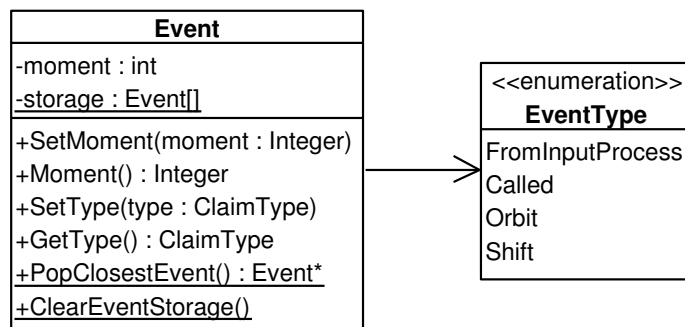 Event
-moment : int
-storage : Event[]
+SetMoment(moment : Integer)
+Moment() : Integer
+SetType(type : ClaimType)
+GetType() : ClaimType
+PopClosestEvent() : Event*
+ClearEventStorage()
<<enumeration>>
EventType
FromInputProcess
Called
Orbit
Shift